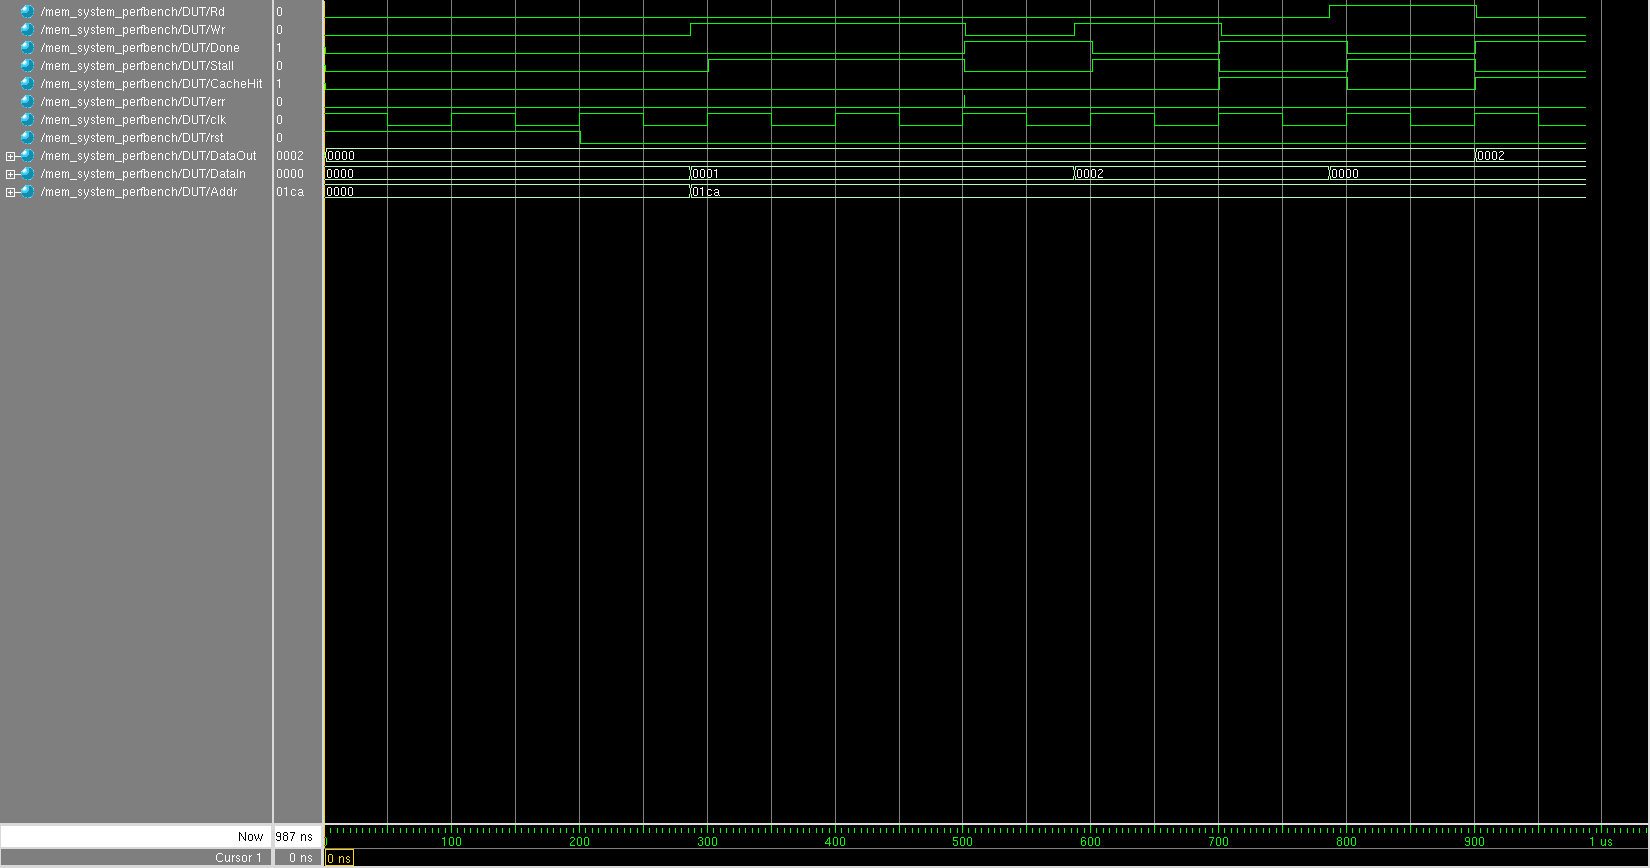 /mem_system_perfbench/DUT/Rd 0
/mem_system_perfbench/DUT/Wr 0
/mem_system_perfbench/DUT/Done 1
/mem_system_perfbench/DUT/Stall 0
/mem_system_perfbench/DUT/CacheHit 1
/mem_system_perfbench/DUT/err 0
/mem_system_perfbench/DUT/clk 0
/mem_system_perfbench/DUT/rst 0
/mem_system_perfbench/DUT/DataOut 0002 0000 0002
/mem_system_perfbench/DUT/DataIn 0000 0000 0001 0002 0000
/mem_system_perfbench/DUT/Addr 01ca 0000 01ca
Now 987 ns 100 200 300 400 500 600 700 800 900 1 us
Cursor 1 0 ns 0 ns